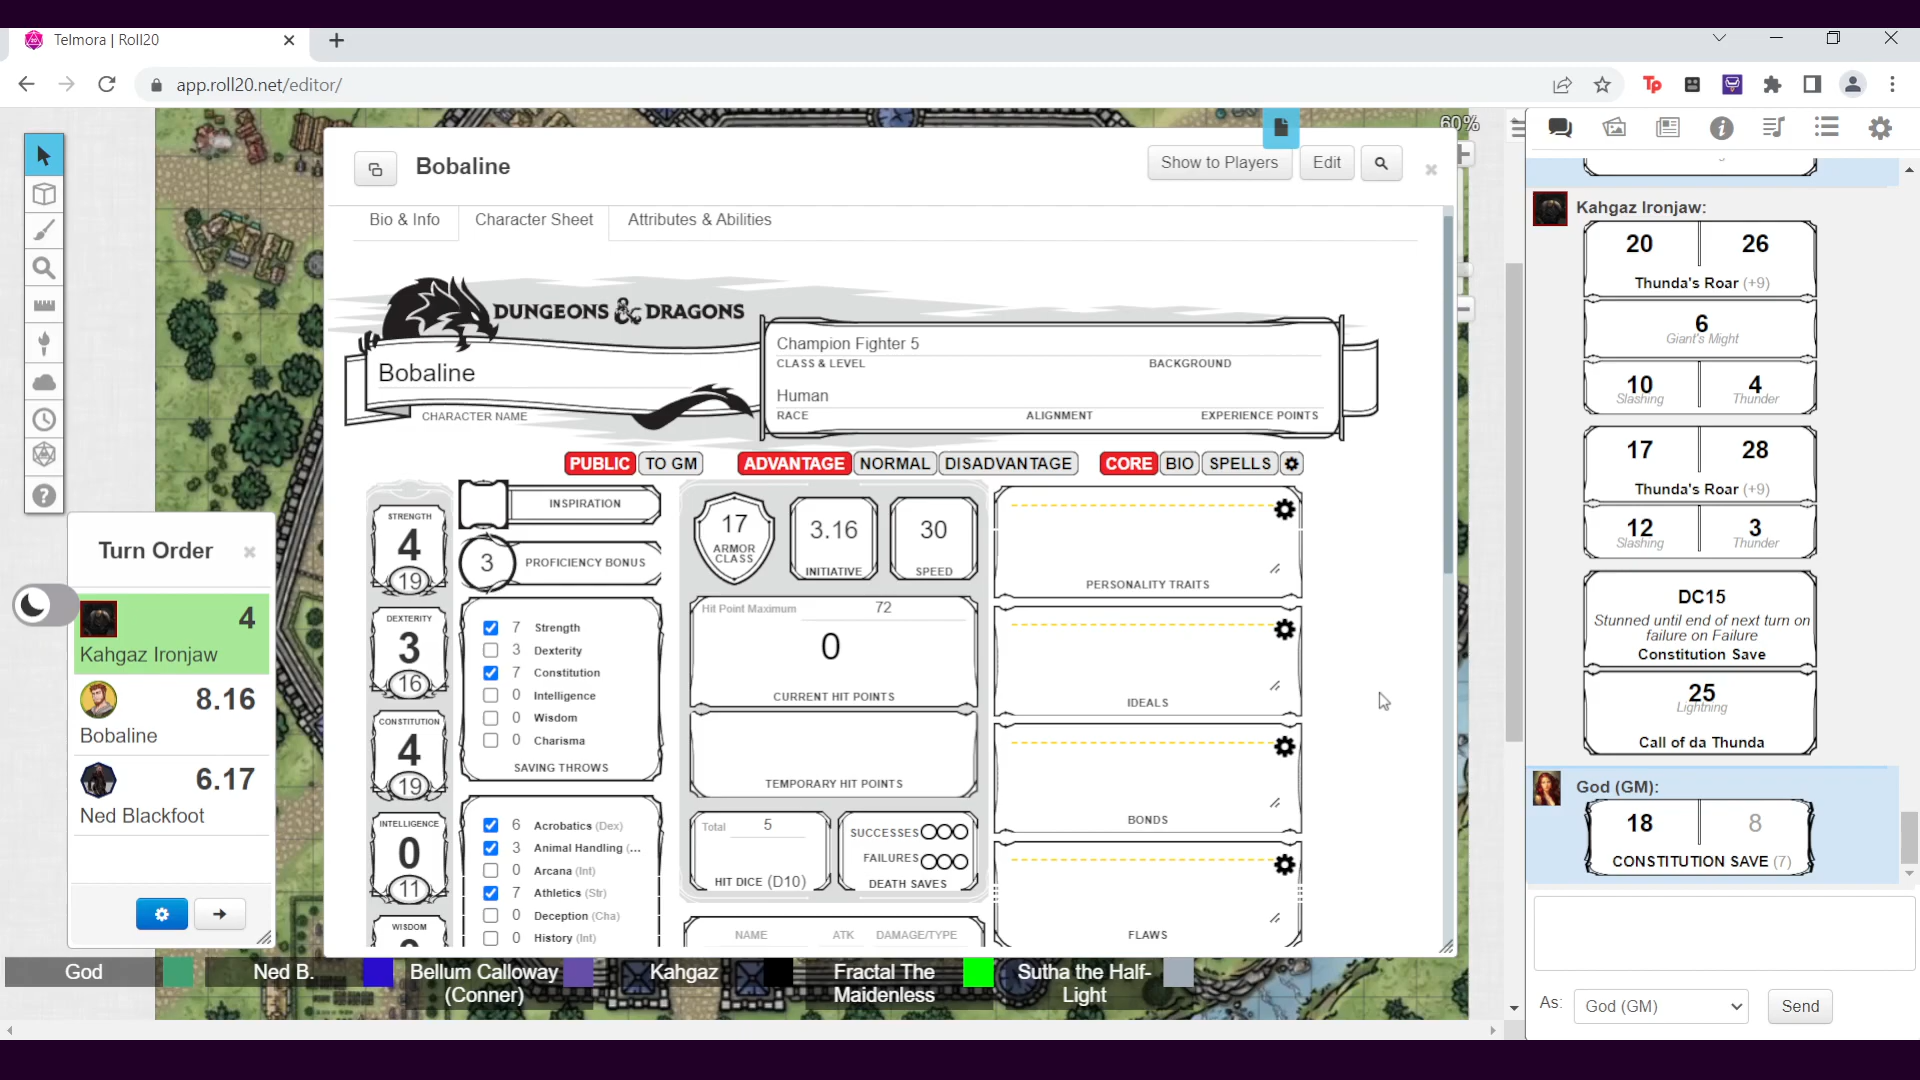 Telmora | Roll20
app.roll20.net/editor/
60%
Bobaline
Show to Players
Edit
Bio & Info
Character Sheet
Attributes & Abilities
DUNGEONS & DRAGONS
Bobaline
CHARACTER NAME
Champion Fighter 5
CLASS & LEVEL
BACKGROUND
Human
RACE
ALIGNMENT
EXPERIENCE POINTS
PUBLIC
TO GM
ADVANTAGE
NORMAL
DISADVANTAGE
CORE
BIO
SPELLS
STRENGTH
4
19
DEXTERITY
3
16
CONSTITUTION
4
19
INTELLIGENCE
0
11
WISDOM
INSPIRATION
3
PROFICIENCY BONUS
7 Strength
3 Dexterity
7 Constitution
0 Intelligence
0 Wisdom
0 Charisma
SAVING THROWS
6 Acrobatics (Dex)
3 Animal Handling (...
0 Arcana (Int)
7 Athletics (Str)
0 Deception (Cha)
0 History (Int)
17
ARMOR
CLASS
3.16
INITIATIVE
30
SPEED
Hit Point Maximum 72
0
CURRENT HIT POINTS
TEMPORARY HIT POINTS
Total 5
HIT DICE (D10)
SUCCESSES
FAILURES
DEATH SAVES
NAME ATK DAMAGE/TYPE
PERSONALITY TRAITS
IDEALS
BONDS
FLAWS
Turn Order
4
Kahgaz Ironjaw
8.16
Bobaline
6.17
Ned Blackfoot
God
Ned B.
Bellum Calloway
(Conner)
Kahgaz
Fractal The
Maidenless
Sutha the Half-
Light
Kahgaz Ironjaw:
20 26
Thunda's Roar (+9)
6
Giant's Might
10 4
Slashing Thunder
17 28
Thunda's Roar (+9)
12 3
Slashing Thunder
DC15
Stunned until end of next turn on
failure on Failure
Constitution Save
25
Lightning
Call of da Thunda
God (GM):
18 8
CONSTITUTION SAVE (7)
As:
God (GM)
Send